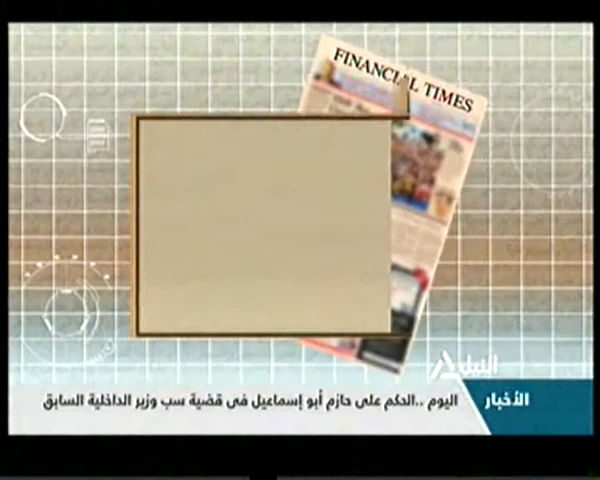 FINANCIAL TIMES
النيل
الأخبار
اليوم ..الحكم على حازم أبو إسماعيل فى قضية سب وزير الداخلية السابق